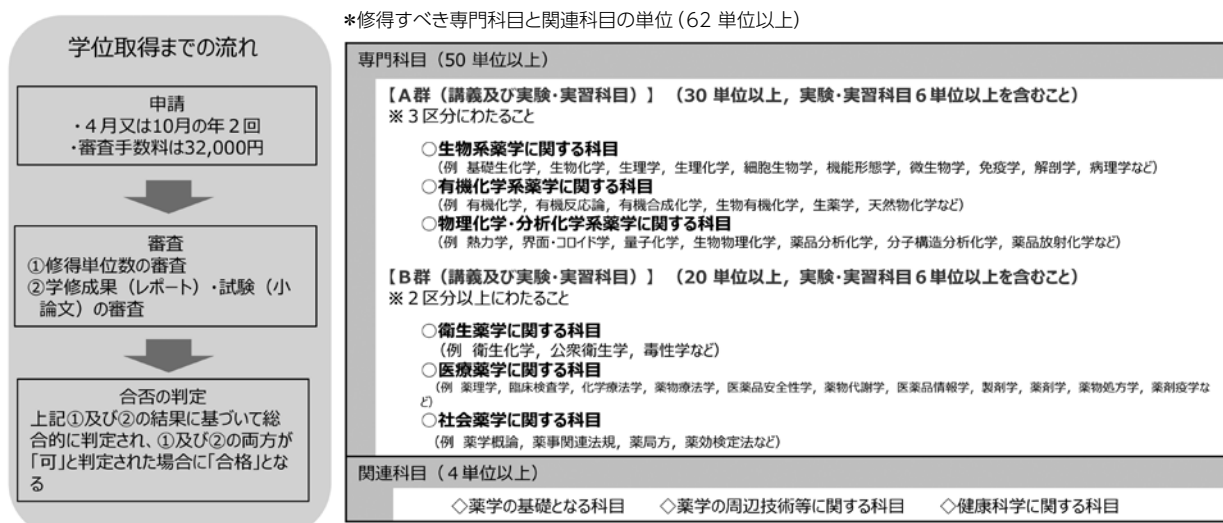 学位取得までの流れ
申請
・４月又は10月の年２回
・審査手数料は32,000円
審査
①修得単位数の審査
②学修成果（レポート）・試験（小
論文）の審査
合否の判定
上記①及び②の結果に基づいて総
合的に判定され、①及び②の両方が
「可」と判定された場合に「合格」とな
る
*修得すべき専門科目と関連科目の単位（62 単位以上）
専門科目（50 単位以上）
【Ａ群（講義及び実験・実習科目）】（30 単位以上，実験・実習科目６単位以上を含むこと）
※３区分にわたること
○生物系薬学に関する科目
（例 基礎生化学，生物化学，生理学，生理化学，細胞生物学，機能形態学，微生物学，免疫学，解剖学，病理学など）
○有機化学系薬学に関する科目
（例 有機化学，有機反応論，有機合成化学，生物有機化学，生薬学，天然物化学など）
○物理化学・分析化学系薬学に関する科目
（例 熱力学，界面・コロイド学，量子化学，生物物理化学，薬品分析化学，分子構造分析化学，薬品放射化学など）
【Ｂ群（講義及び実験・実習科目）】（20 単位以上，実験・実習科目６単位以上を含むこと）
※２区分以上にわたること
○衛生薬学に関する科目
（例 衛生化学，公衆衛生学，毒性学など）
○医療薬学に関する科目
（例 薬理学，臨床検査学，化学療法学，薬物療法学，医薬品安全性学，薬物代謝学，医薬品情報学，製剤学，薬剤学，薬物処方学，薬剤疫学な
ど）
○社会薬学に関する科目
（例 薬学概論，薬事関連法規，薬局方，薬効検定法など）
関連科目（４単位以上）
◇薬学の基礎となる科目 ◇薬学の周辺技術等に関する科目 ◇健康科学に関する科目